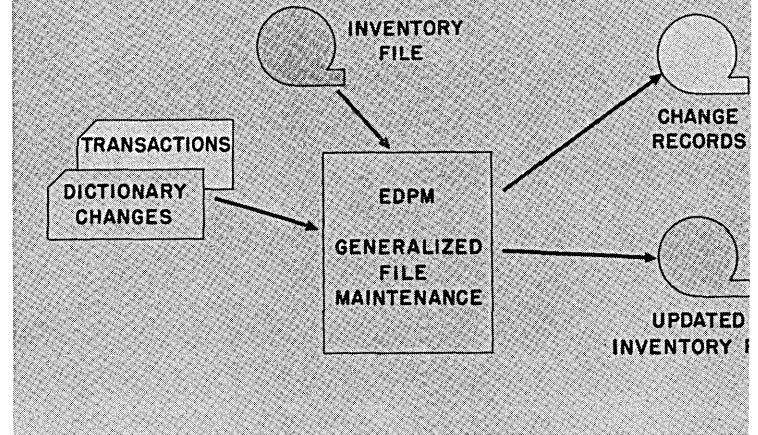 INVENTORY
FILE
CHANGE
RECORDS
TRANSACTIONS
DICTIONARY
CHANGES
EDPM
GENERALIZED
FILE
MAINTENANCE
UPDATED
INVENTORY